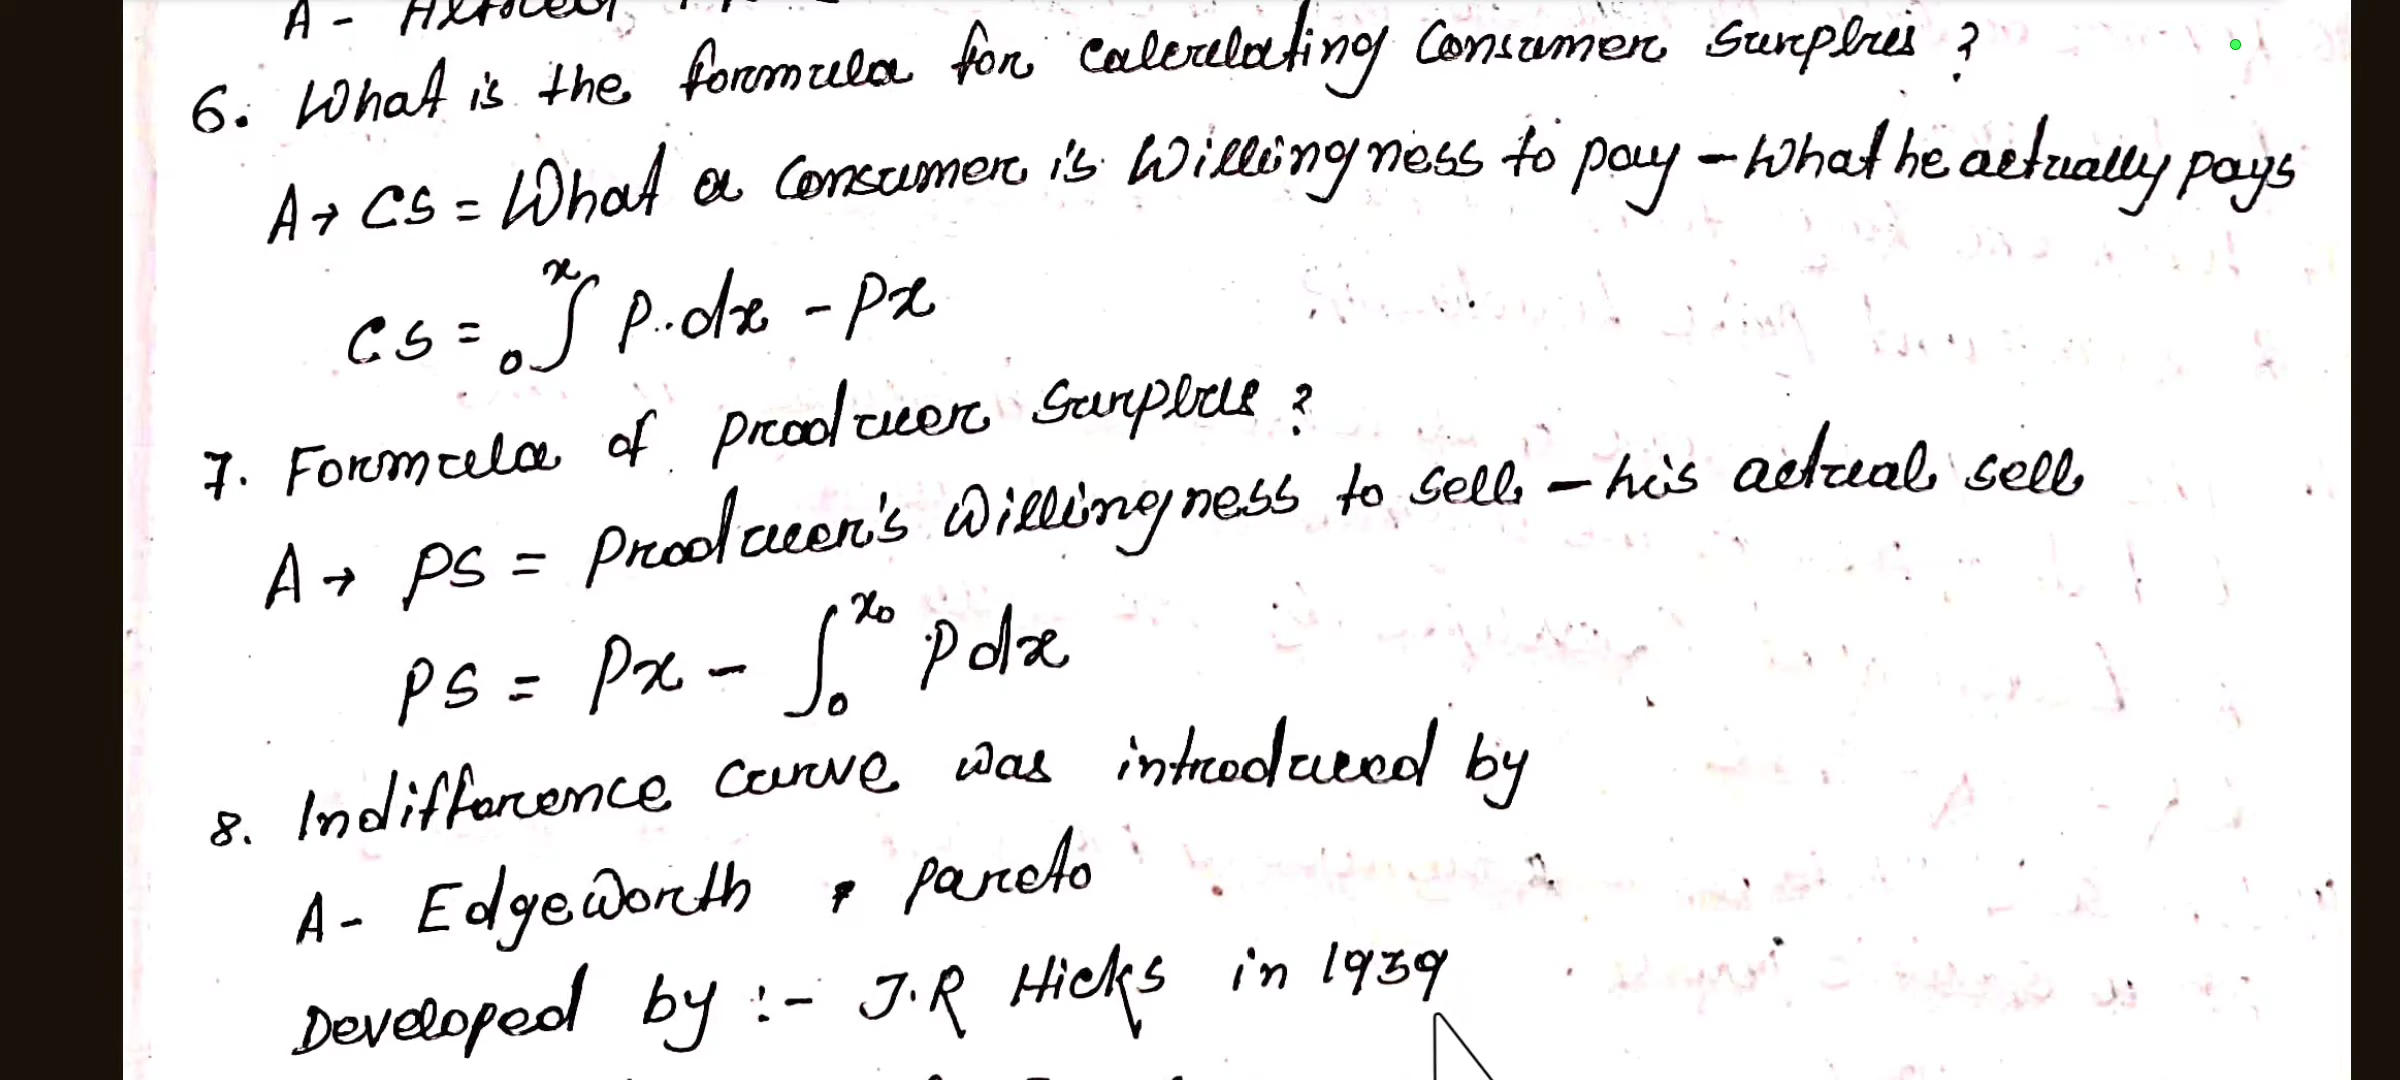 A - Alfred
6. What is the formula for calculating Consumer Surplus ?
A → CS = What a Consumer is Willingness to pay – What he actually pays
CS = ₀∫ˣ P.dx - Px
7. Formula of producer Surplus ?
A → PS = Producer's Willingness to sell – his actual sell
PS = Px - ∫₀ˣ⁰ P dx
8. Indifference Curve was introduced by
A - Edgeworth & Pareto
Developed by :- J.R Hicks in 1939